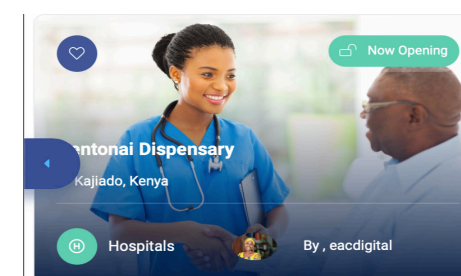 Now Opening
entonai Dispensary
Kajiado, Kenya
H Hospitals By , eacdigital